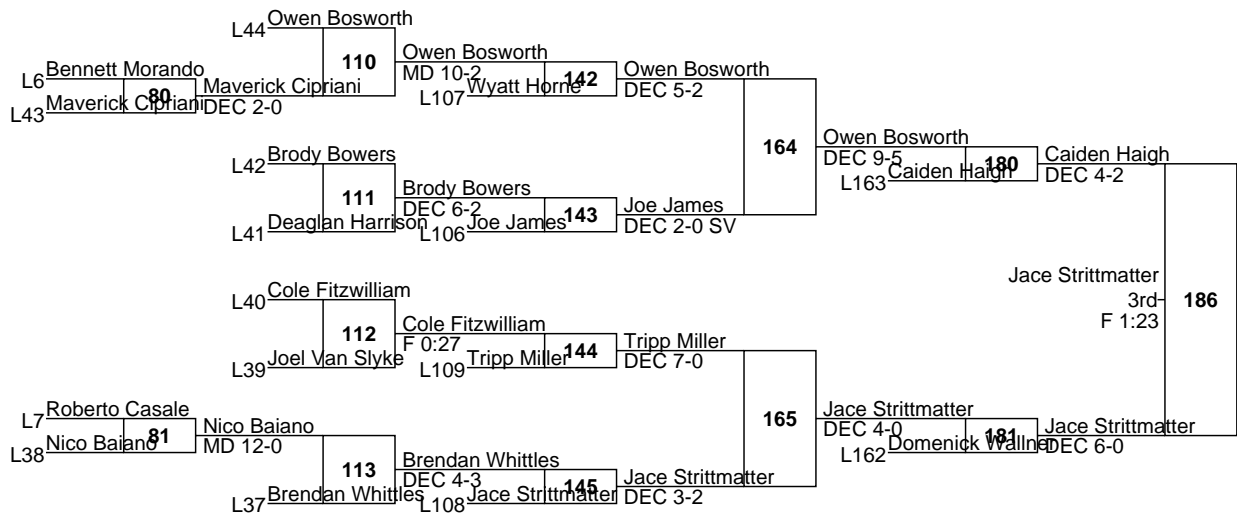 L44 Owen Bosworth
110
Owen Bosworth
MD 10-2
L6 Bennett Morando
80
Maverick Cipriani
DEC 2-0
L43 Maverick Cipriani
142
L107 Wyatt Horne
Owen Bosworth
DEC 5-2
164
Owen Bosworth
DEC 9-5
L42 Brody Bowers
111
Brody Bowers
DEC 6-2
L41 Deaglan Harrison
143
L106 Joe James
Joe James
DEC 2-0 SV
180
L163 Caiden Haigh
Caiden Haigh
DEC 4-2
L40 Cole Fitzwilliam
112
Cole Fitzwilliam
F 0:27
L39 Joel Van Slyke
144
L109 Tripp Miller
Tripp Miller
DEC 7-0
165
Jace Strittmatter
DEC 4-0
L7 Roberto Casale
81
Nico Baiano
MD 12-0
L38 Nico Baiano
113
Brendan Whittles
DEC 4-3
L37 Brendan Whittles
145
L108 Jace Strittmatter
Jace Strittmatter
DEC 3-2
181
L162 Domenick Wallner
Jace Strittmatter
DEC 6-0
Jace Strittmatter
3rd
F 1:23
186